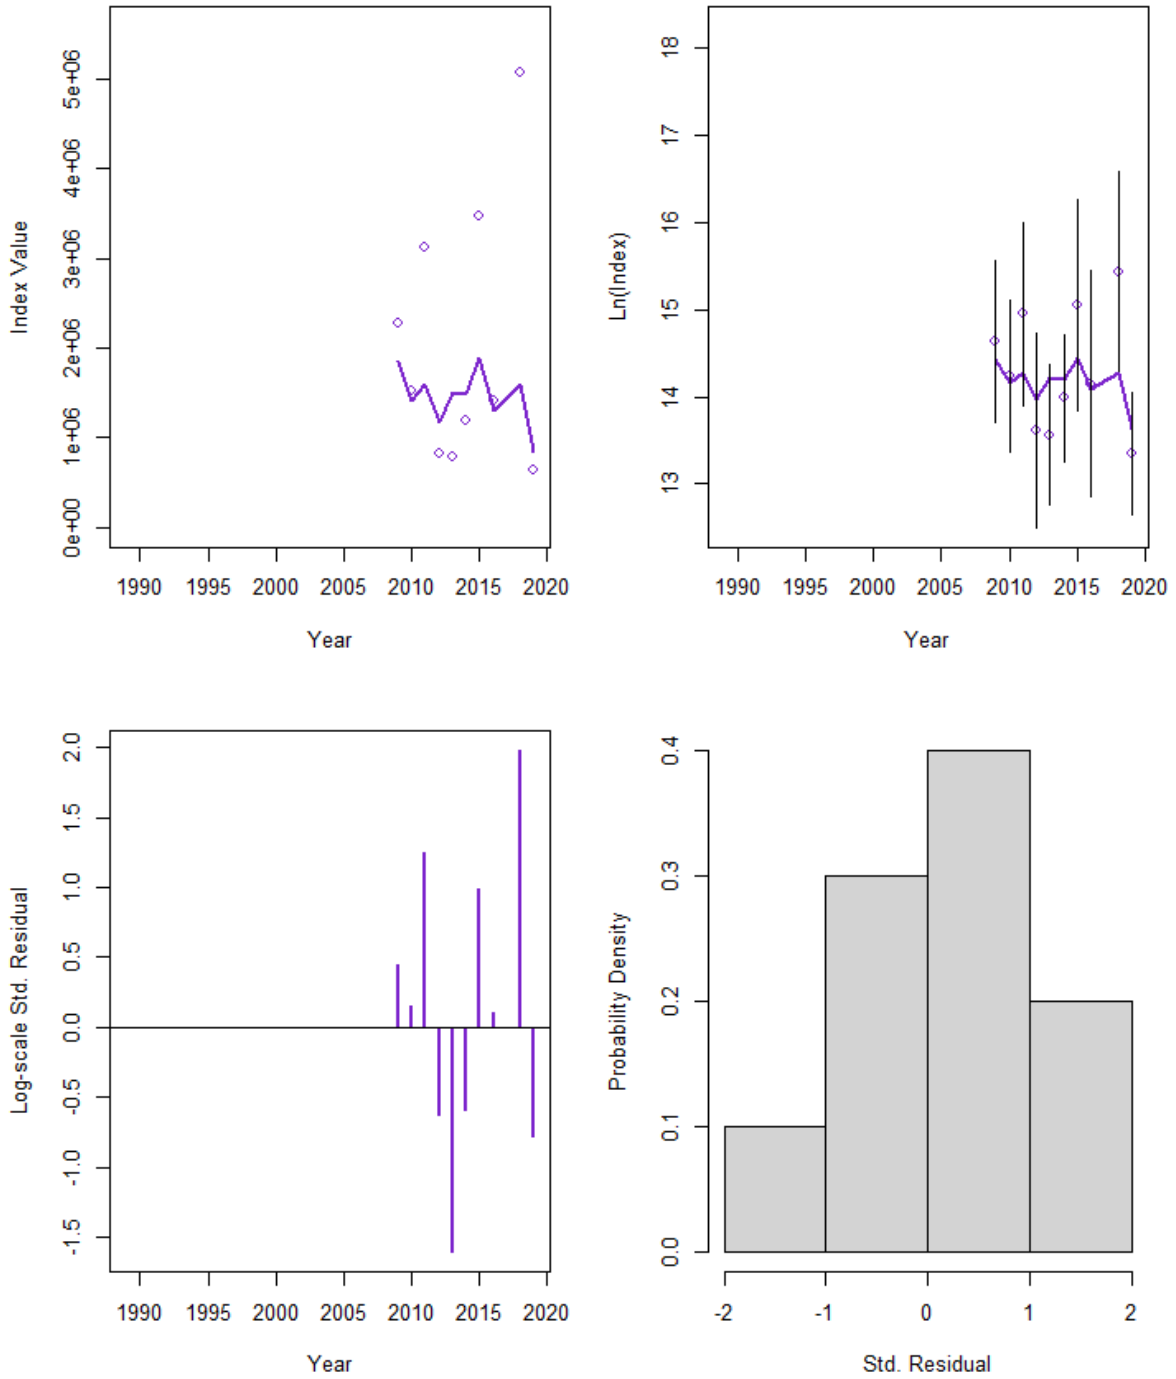 Index Value
5e+06
4e+06
3e+06
2e+06
1e+06
0e+00
1990 1995 2000 2005 2010 2015 2020
Year
Ln(Index)
18
17
16
15
14
13
1990 1995 2000 2005 2010 2015 2020
Year
Log-scale Std. Residual
2.0
1.5
1.0
0.5
0.0
-0.5
-1.0
-1.5
1990 1995 2000 2005 2010 2015 2020
Year
Probability Density
0.4
0.3
0.2
0.1
0.0
-2 -1 0 1 2
Std. Residual